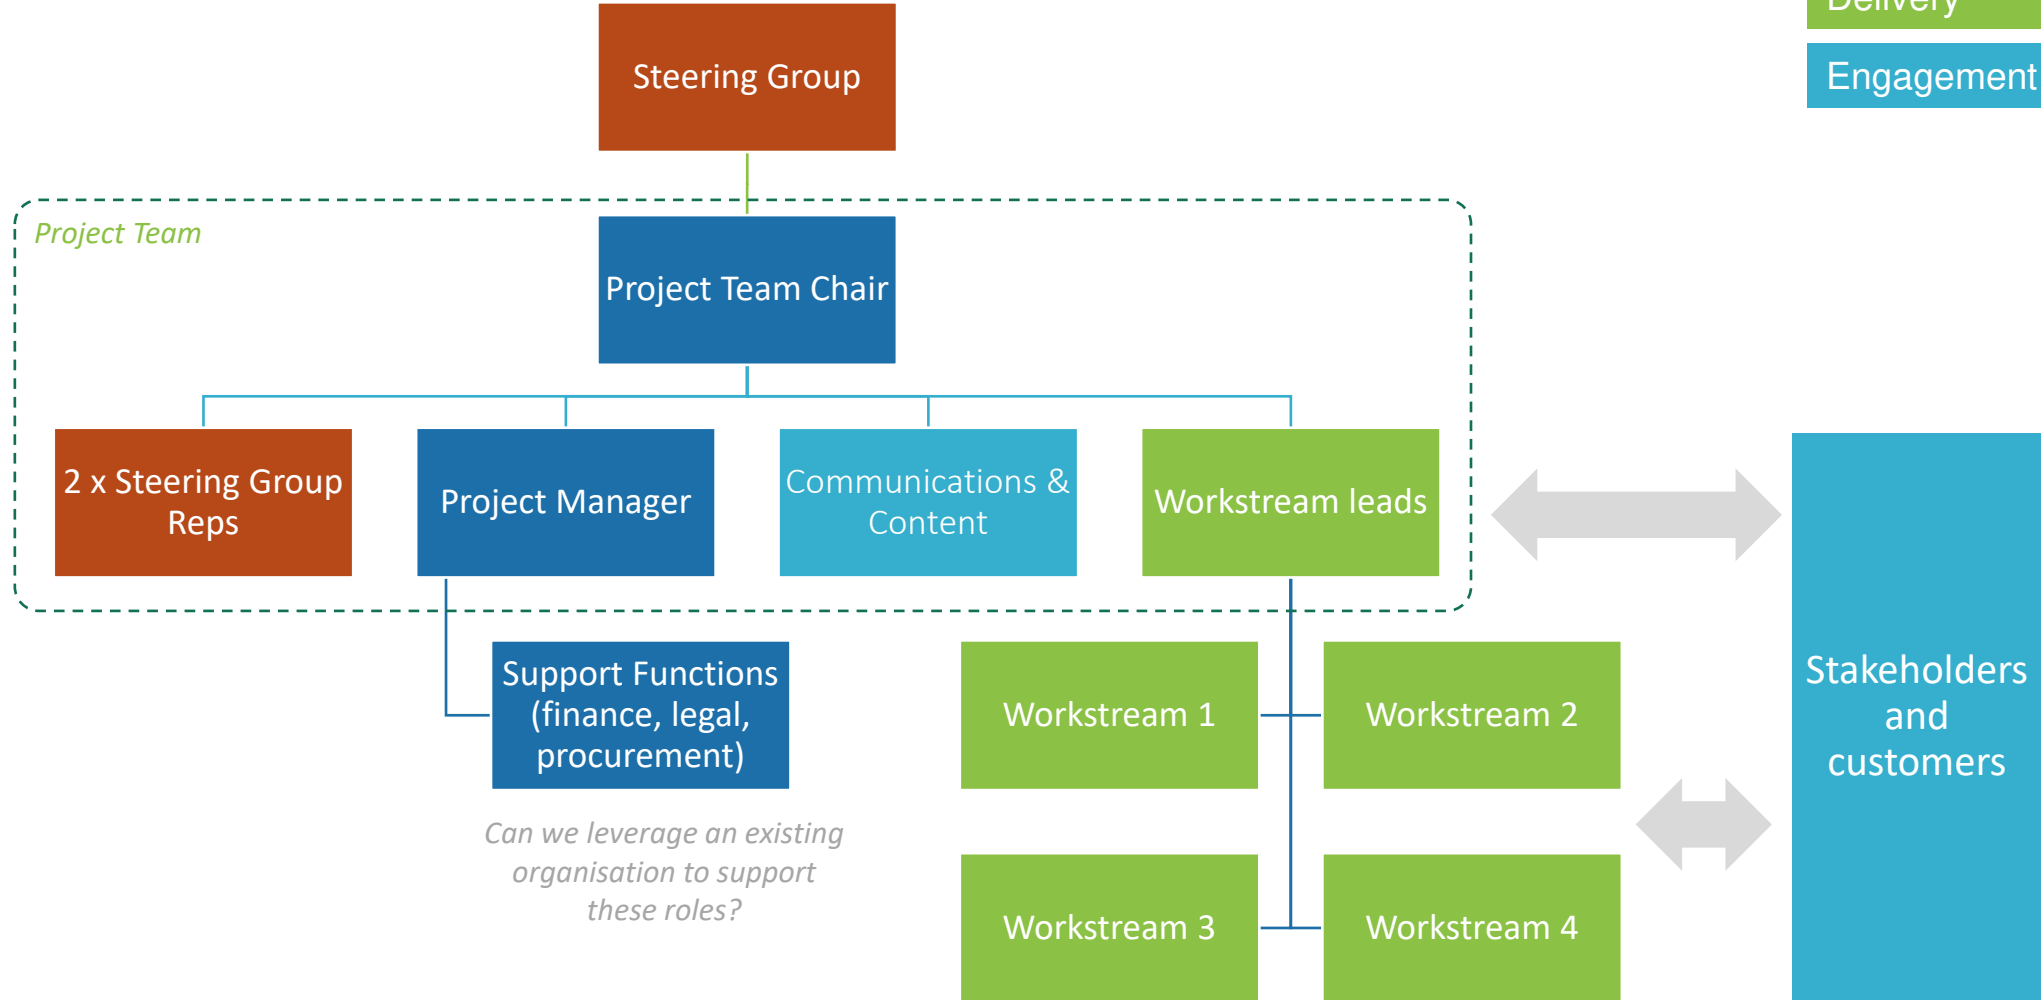 Delivery
Engagement
Steering Group
Project Team
Project Team Chair
2 x Steering Group
Reps
Project Manager
Communications &
Content
Workstream leads
Support Functions
(finance, legal,
procurement)
Can we leverage an existing
organisation to support
these roles?
Workstream 1
Workstream 2
Workstream 3
Workstream 4
Stakeholders
and
customers